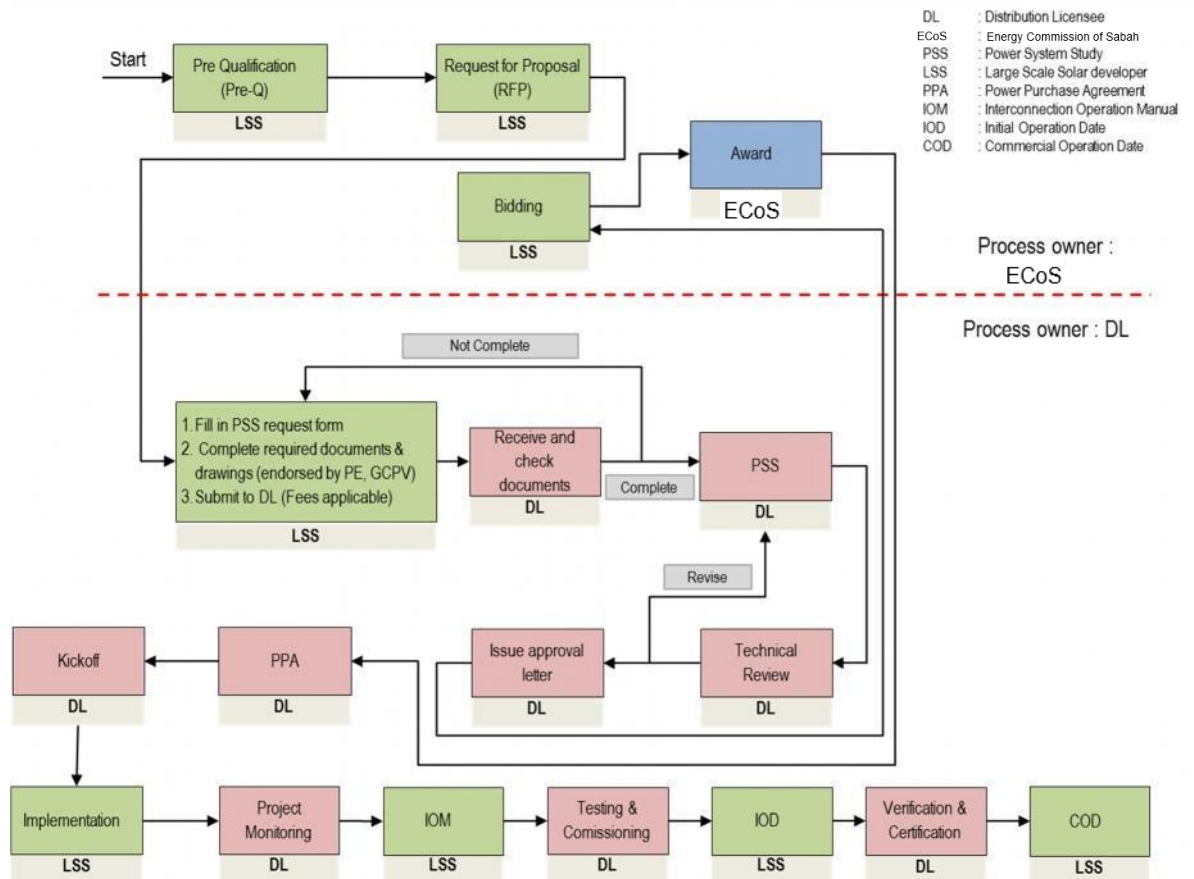 DL : Distribution Licensee
ECoS : Energy Commission of Sabah
PSS : Power System Study
LSS : Large Scale Solar developer
PPA : Power Purchase Agreement
IOM : Interconnection Operation Manual
IOD : Initial Operation Date
COD : Commercial Operation Date
Start
Pre Qualification
(Pre-Q)
LSS
Request for Proposal
(RFP)
LSS
Award
ECoS
Bidding
LSS
Process owner :
ECoS
Process owner : DL
Not Complete
1. Fill in PSS request form
2. Complete required documents &
drawings (endorsed by PE, GCPV)
3. Submit to DL (Fees applicable)
LSS
Receive and
check
documents
DL
Complete
PSS
DL
Revise
Kickoff
DL
PPA
DL
Issue approval
letter
DL
Technical
Review
DL
Implementation
LSS
Project
Monitoring
DL
IOM
LSS
Testing &
Comissioning
DL
IOD
LSS
Verification &
Certification
DL
COD
LSS